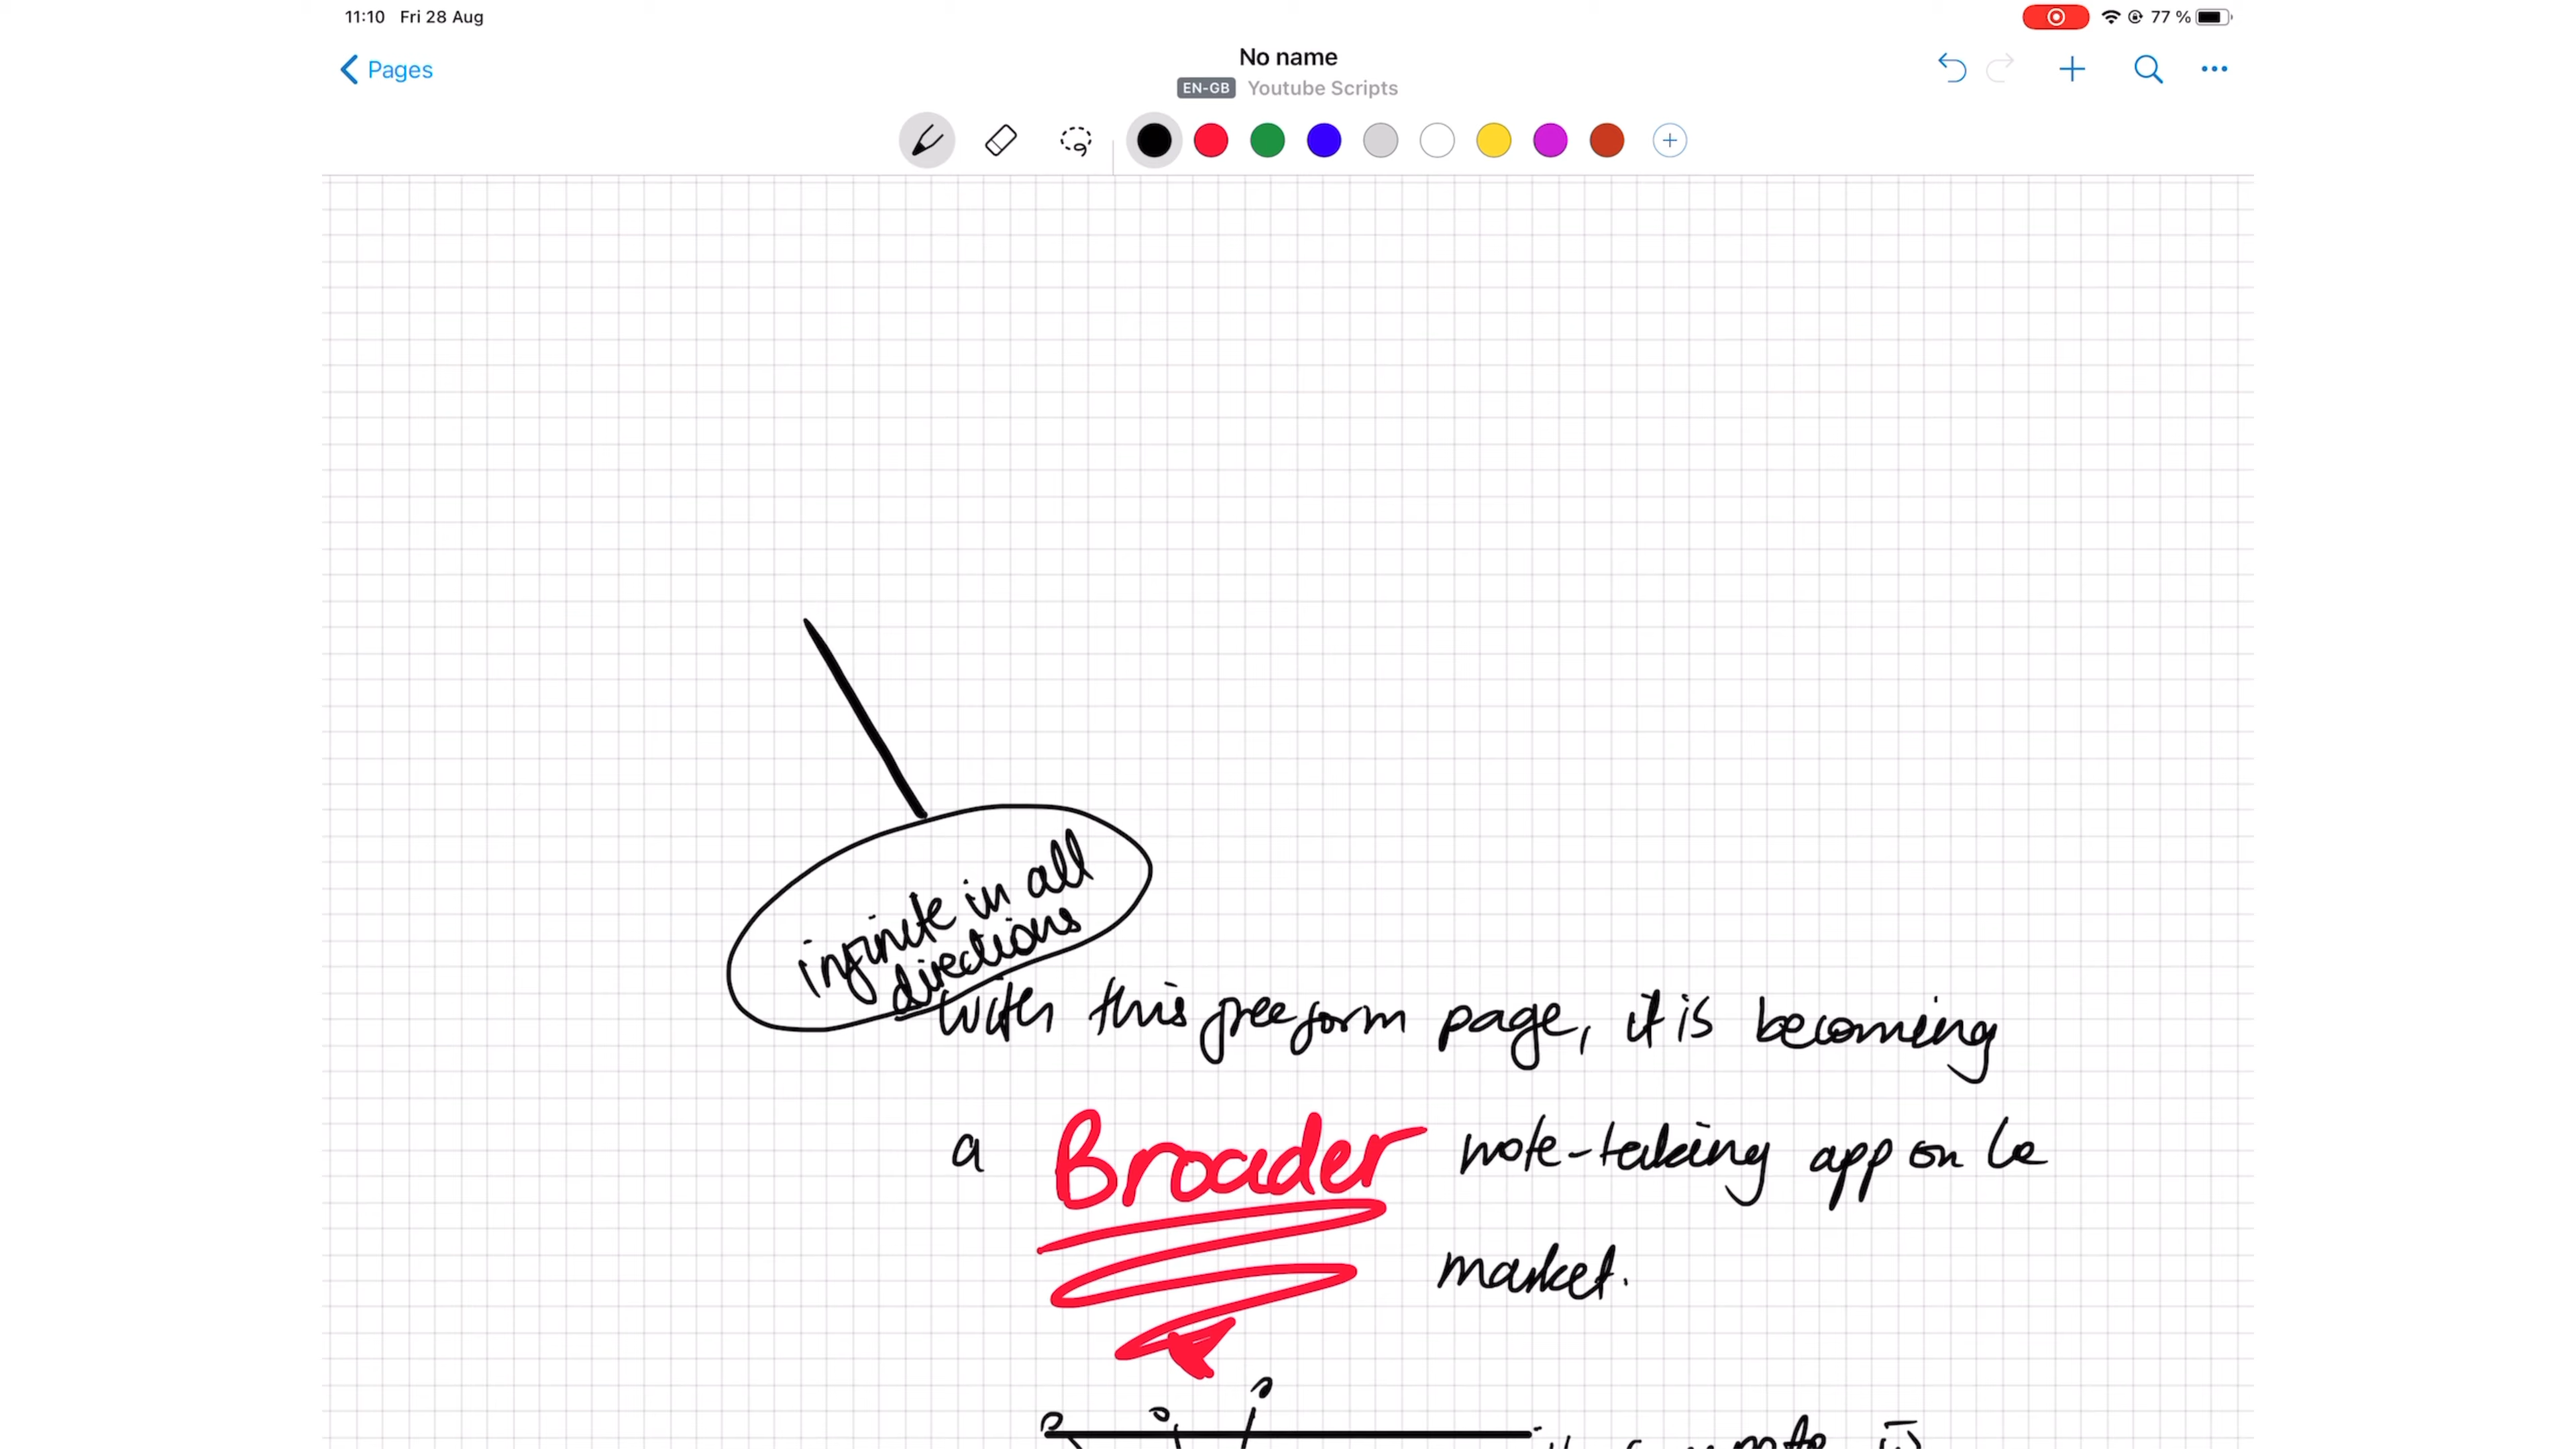 11:10 Fri 28 Aug
77 %
Pages
No name
EN-GB Youtube Scripts
infinite in all
directions
With this freeform page, it is becoming
a Broader note-taking app on
market.